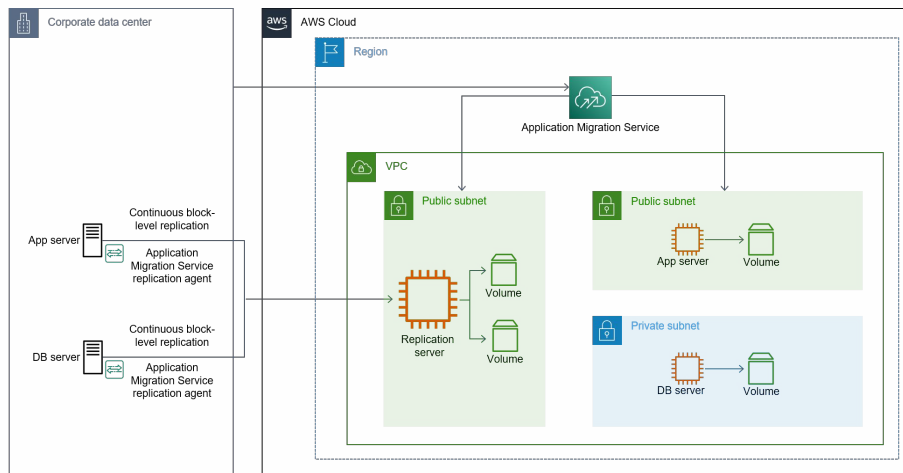 Corporate data center
aws
AWS Cloud
Region
Application Migration Service
VPC
Public subnet
Public subnet
Continuous block-
level replication
App server
Application
Migration Service
replication agent
App server
Volume
Volume
Replication
server
Volume
Private subnet
Continuous block-
level replication
DB server
Application
Migration Service
replication agent
DB server
Volume